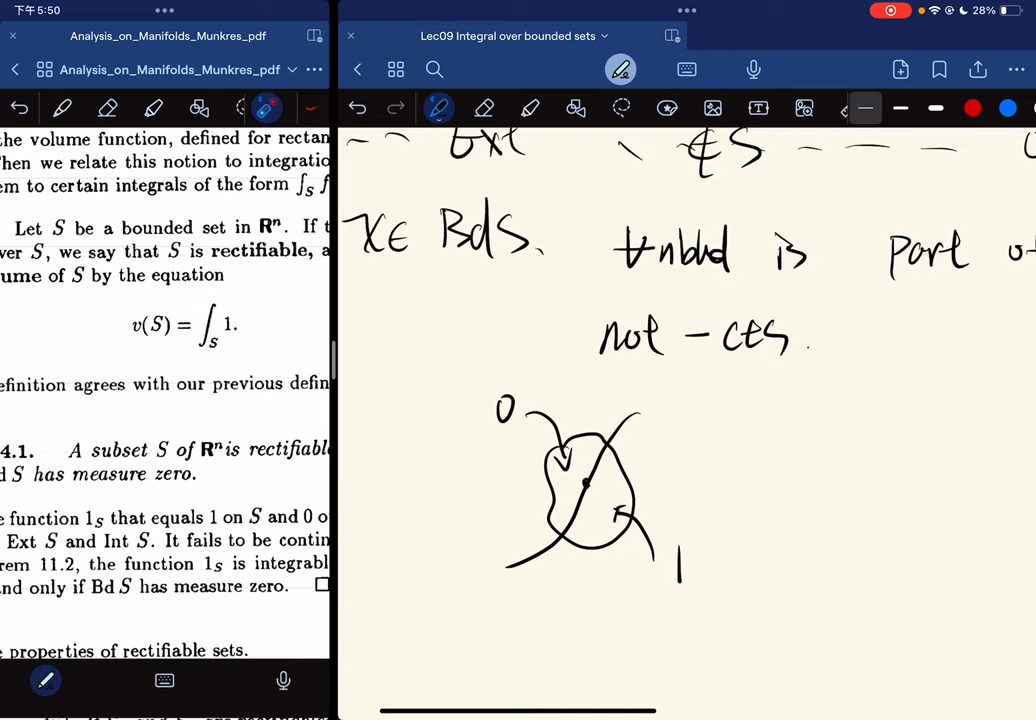 下午5:50
28%
Analysis_on_Manifolds_Munkres_pdf
Lec09 Integral over bounded sets
Analysis_on_Manifolds_Munkres_pdf
the volume function, defined for rectan
Then we relate this notion to integratio
em to certain integrals of the form ∫S f
Let S be a bounded set in Rⁿ. If t
ver S, we say that S is rectifiable, a
ume of S by the equation
v(S) = ∫S 1.
efinition agrees with our previous defin
4.1. A subset S of Rⁿ is rectifiable
d S has measure zero.
e function 1S that equals 1 on S and 0 o
Ext S and Int S. It fails to be contin
rem 11.2, the function 1S is integrabl
and only if Bd S has measure zero. □
e properties of rectifiable sets.
Ext ∉ S
x ∈ Bd S. ∀ nbhd is part of
not - cts.
0
1